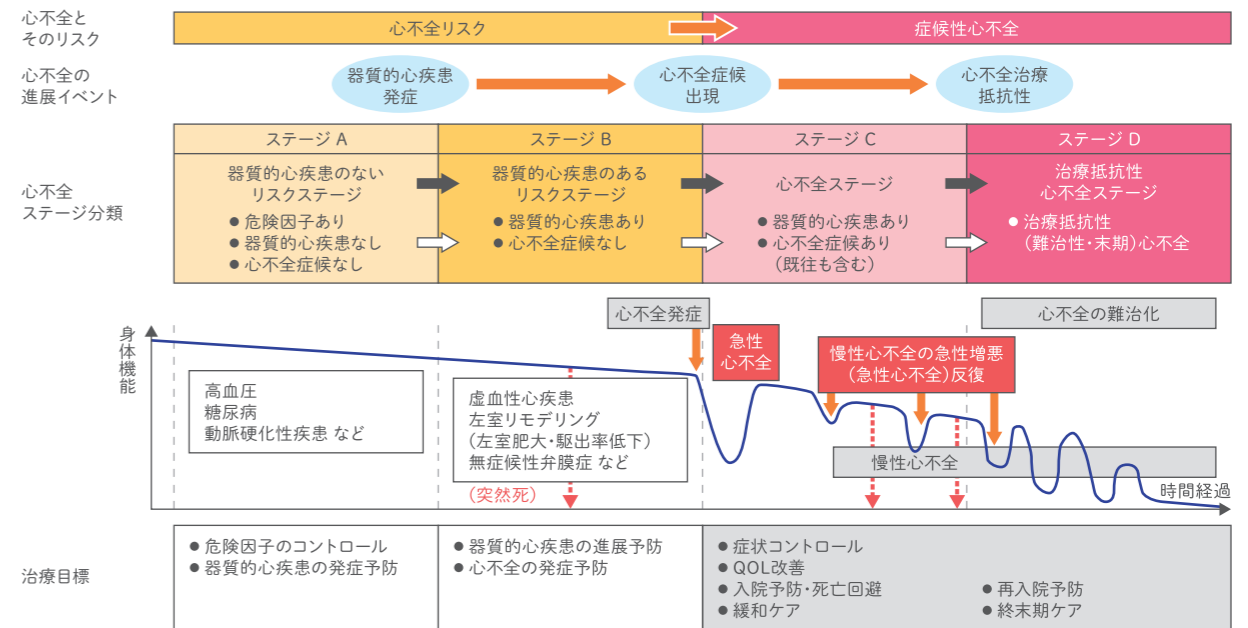 心不全と
そのリスク
心不全リスク
症候性心不全
心不全の
進展イベント
器質的心疾患
発症
心不全症候
出現
心不全治療
抵抗性
心不全
ステージ分類
ステージ A
器質的心疾患のない
リスクステージ
● 危険因子あり
● 器質的心疾患なし
● 心不全症候なし
ステージ B
器質的心疾患のある
リスクステージ
● 器質的心疾患あり
● 心不全症候なし
ステージ C
心不全ステージ
● 器質的心疾患あり
● 心不全症候あり
(既往も含む)
ステージ D
治療抵抗性
心不全ステージ
● 治療抵抗性
(難治性・末期)心不全
身体機能
心不全発症
急性
心不全
慢性心不全の急性増悪
(急性心不全)反復
心不全の難治化
高血圧
糖尿病
動脈硬化性疾患 など
虚血性心疾患
左室リモデリング
(左室肥大・駆出率低下)
無症候性弁膜症 など
(突然死)
慢性心不全
時間経過
治療目標
● 危険因子のコントロール
● 器質的心疾患の発症予防
● 器質的心疾患の進展予防
● 心不全の発症予防
● 症状コントロール
● QOL改善
● 入院予防・死亡回避
● 緩和ケア
● 再入院予防
● 終末期ケア